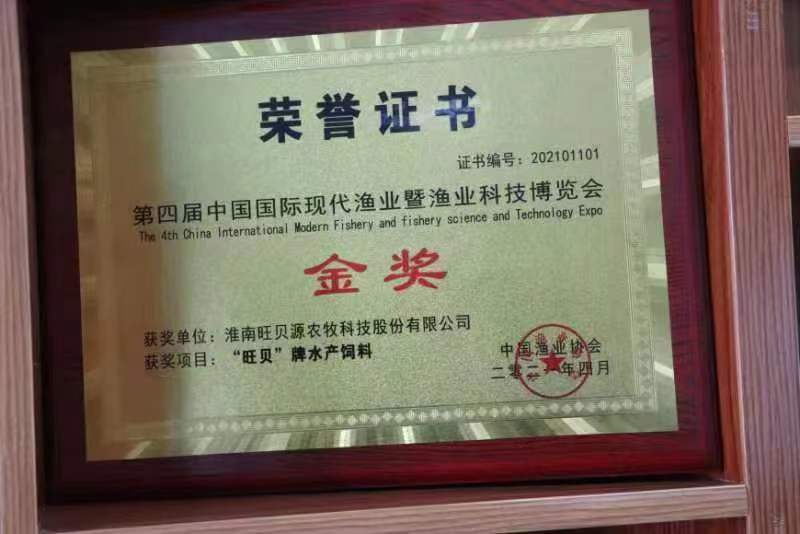 荣誉证书
证书编号：202101101
第四届中国国际现代渔业暨渔业科技博览会
The 4th China International Modern Fishery and fishery science and Technology Expo
金奖
获奖单位：淮南旺贝源农牧科技股份有限公司
获奖项目：“旺贝”牌水产饲料
中国渔业协会
二零二一年四月